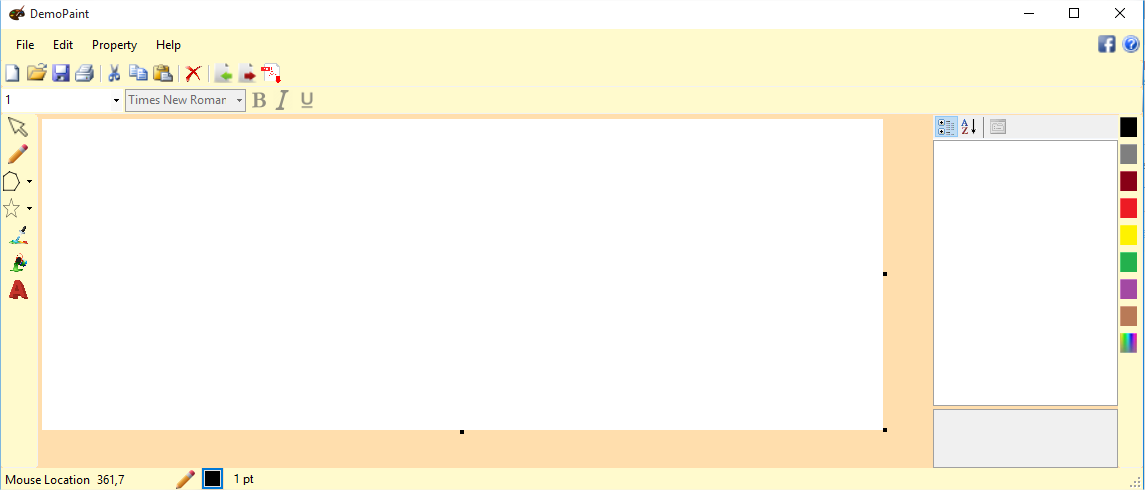 DemoPaint
File Edit Property Help
1 Times New Romar B I U
A
Z
Mouse Location 361,7 1 pt